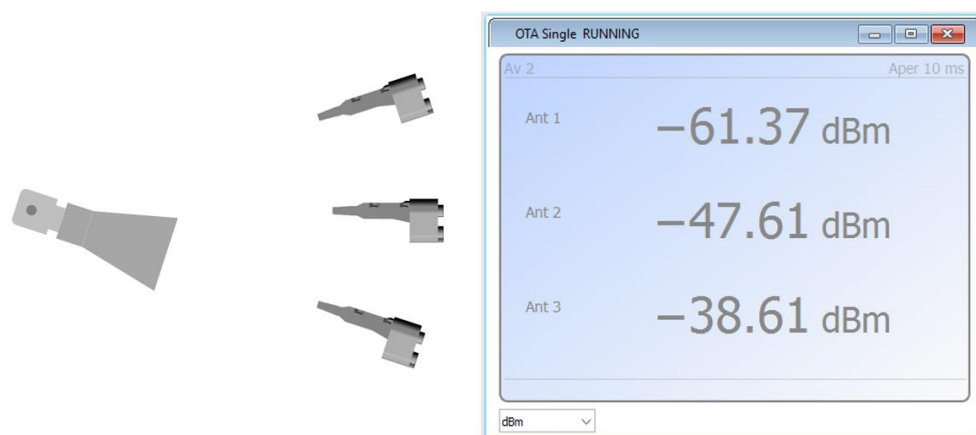 OTA Single RUNNING
Av 2 Aper 10 ms
Ant 1 −61.37 dBm
Ant 2 −47.61 dBm
Ant 3 −38.61 dBm
dBm